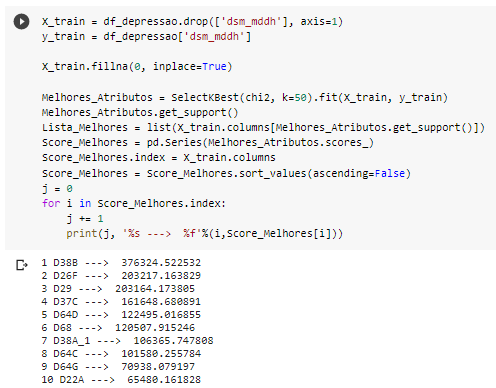 X_train = df_depressao.drop(['dsm_mddh'], axis=1)
y_train = df_depressao['dsm_mddh']
X_train.fillna(0, inplace=True)
Melhores_Atributos = SelectKBest(chi2, k=50).fit(X_train, y_train)
Melhores_Atributos.get_support()
Lista_Melhores = list(X_train.columns[Melhores_Atributos.get_support()])
Score_Melhores = pd.Series(Melhores_Atributos.scores_)
Score_Melhores.index = X_train.columns
Score_Melhores = Score_Melhores.sort_values(ascending=False)
j = 0
for i in Score_Melhores.index:
    j += 1
    print(j, '%s ---> %f'%(i,Score_Melhores[i]))
1 D38B ---> 376324.522532
2 D26F ---> 203217.163829
3 D29 ---> 203164.173805
4 D37C ---> 161648.680891
5 D64D ---> 122495.016855
6 D68 ---> 120507.915246
7 D38A_1 ---> 106365.747808
8 D64C ---> 101580.255784
9 D64G ---> 70938.079197
10 D22A ---> 65480.161828